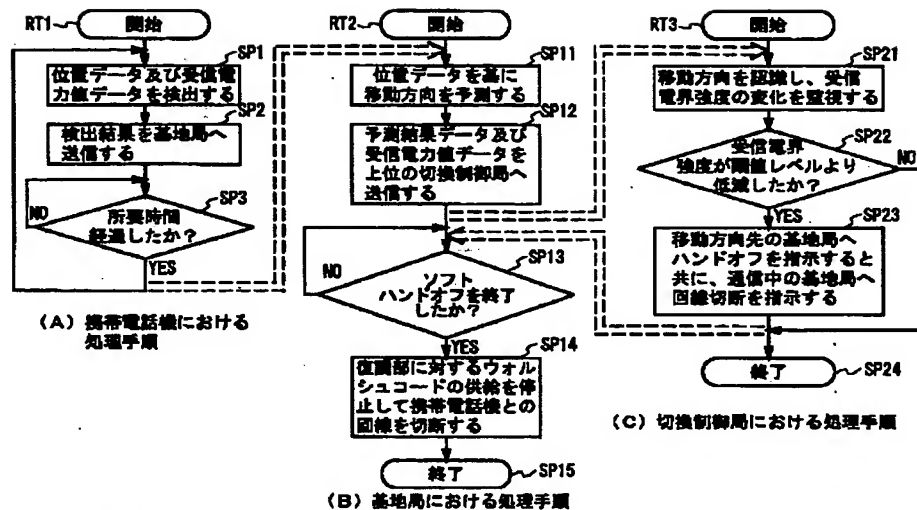 RT1
開始
SP1
位置データ及び受信電
力値データを検出する
SP2
検出結果を基地局へ
送信する
SP3
NO
所要時間
経過したか?
YES
(A)携帯電話機における
処理手順
RT2
開始
SP11
位置データを基に
移動方向を予測する
SP12
予測結果データ及び
受信電力値データを
上位の切換制御局へ
送信する
SP13
NO
ソフト
ハンドオフを終了
したか?
YES
SP14
復調部に対するウォル
シュコードの供給を停
止して携帯電話機との
回線を切断する
終了
SP15
(B)基地局における処理手順
RT3
開始
SP21
移動方向を認識し、受信
電界強度の変化を監視する
SP22
受信電界
強度が閾値レベルより
低減したか?
NO
YES
SP23
移動方向先の基地局へ
ハンドオフを指示すると
共に、通信中の基地局へ
回線切断を指示する
終了
SP24
(C)切換制御局における処理手順